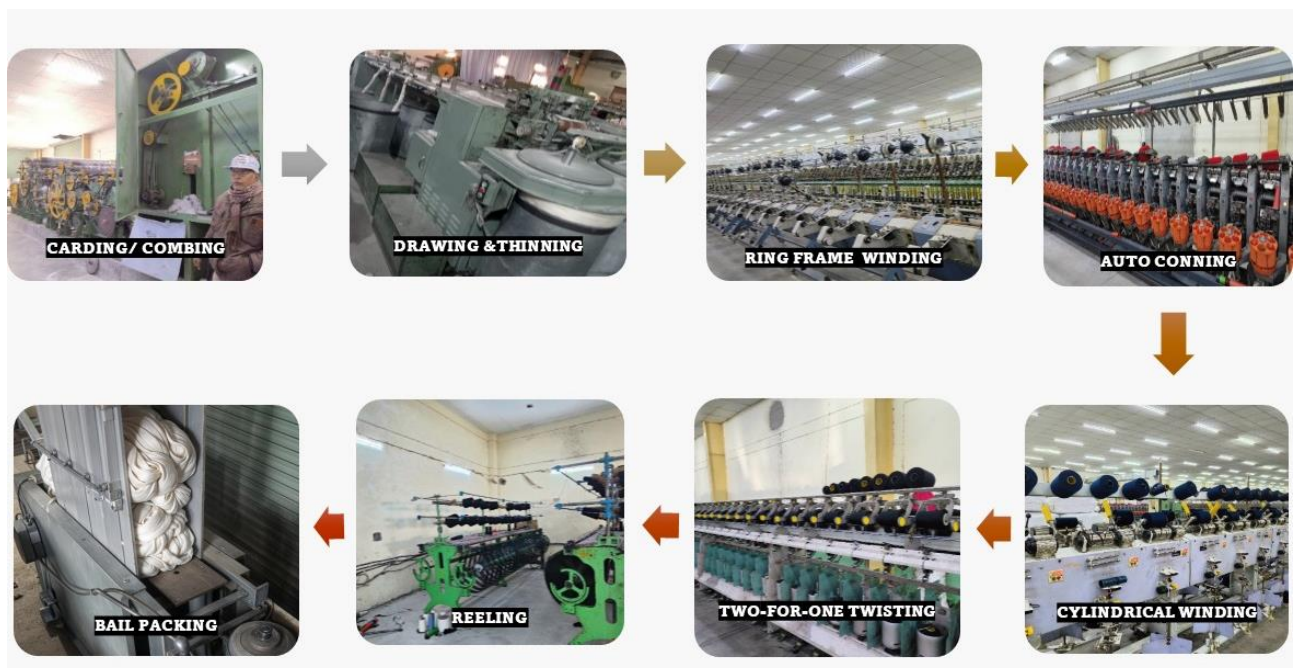 CARDING/ COMBING
DRAWING &THINNING
RING FRAME  WINDING
AUTO CONNING
CYLINDRICAL WINDING
TWO-FOR-ONE TWISTING
REELING
BAIL PACKING